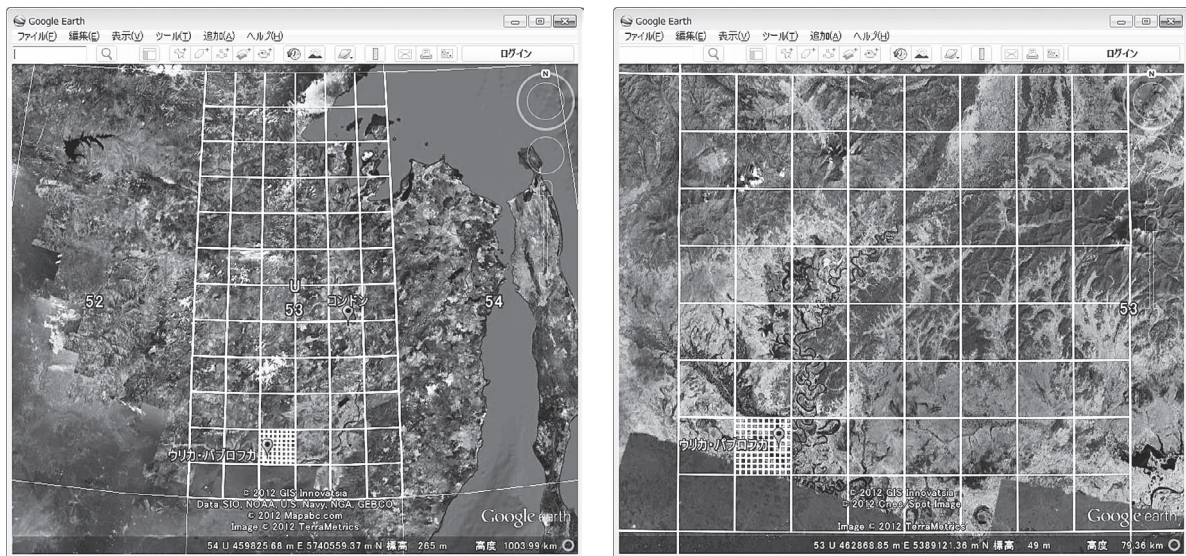 Google Earth
ファイル(F) 編集(E) 表示(V) ツール(T) 追加(A) ヘルプ(H)
ログイン
N
52
U
53
コンドン
54
ウリカ・パブロフカ
© 2012 GIS Innovatsia
Data SIO, NOAA, U.S. Navy, NGA, GEBCO
© 2012 Mapabc.com
Image © 2012 TerraMetrics
Google earth
54 U 459825.68 m E 5740559.37 m N 標高 265 m 高度 1003.99 km
Google Earth
ファイル(F) 編集(E) 表示(V) ツール(T) 追加(A) ヘルプ(H)
ログイン
N
53
ウリカ・パブロフカ
© 2012 GIS Innovatsia
© 2012 Cnes/Spot Image
Image © 2012 TerraMetrics
Google earth
53 U 462868.85 m E 5389121.36 m N 標高 49 m 高度 79.36 km